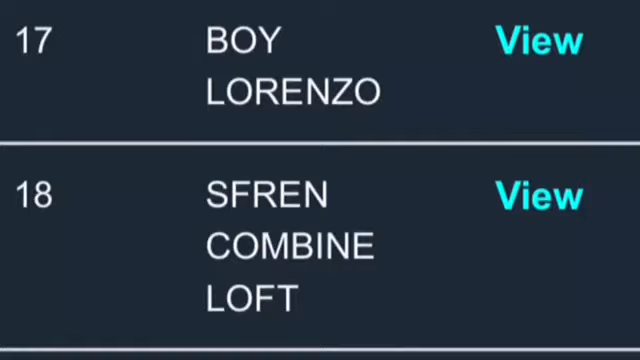 17 BOY View
LORENZO
18 SFREN View
COMBINE
LOFT